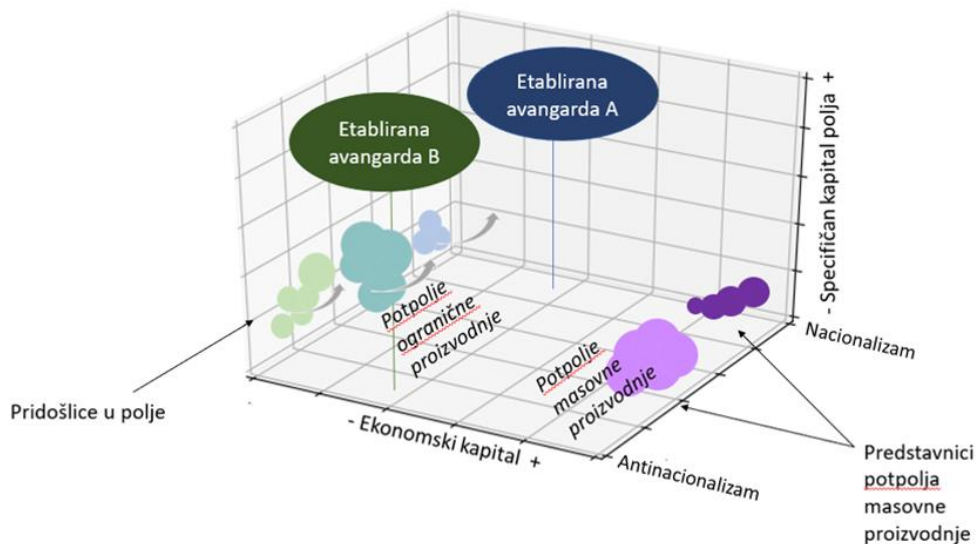 Etablirana
avangarda A
Etablirana
avangarda B
- Specifičan kapital polja +
Potpolje
ogranične
proizvodnje
Potpolje
masovne
proizvodnje
Nacionalizam
Pridošlice u polje
- Ekonomski kapital +
Antinacionalizam
Predstavnici
potpolja
masovne
proizvodnje